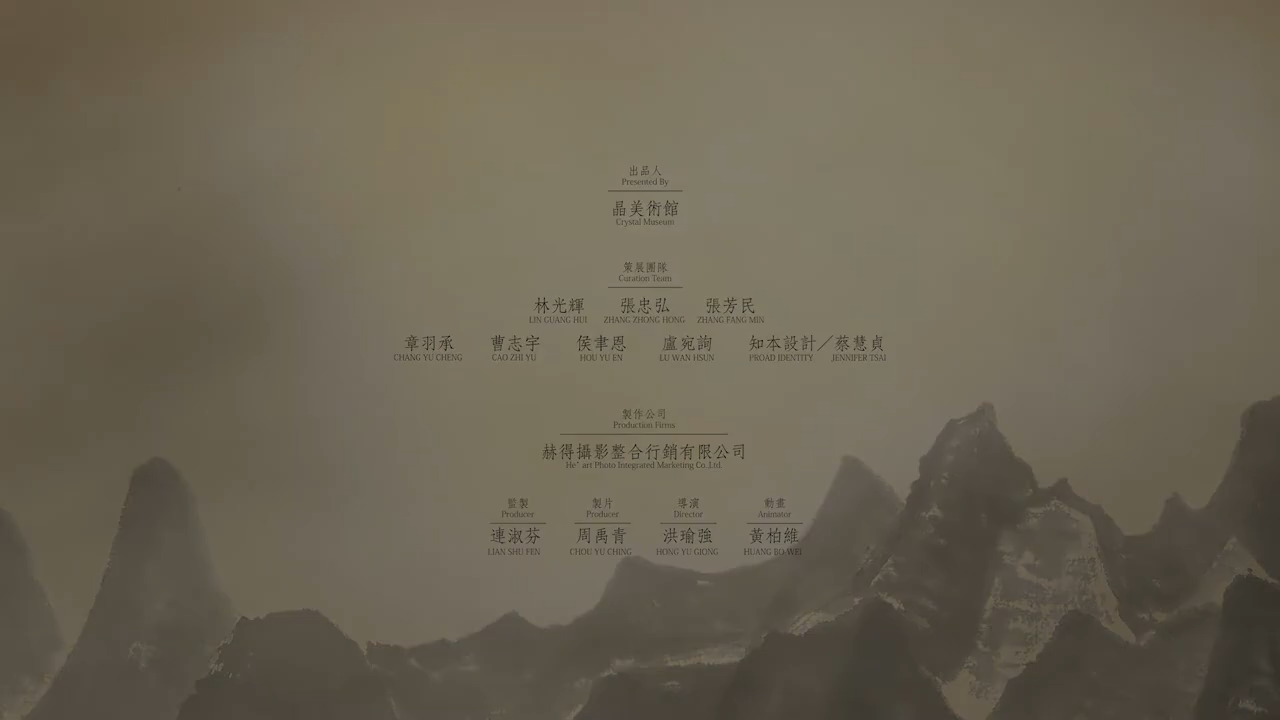 出品人
Presented By
晶美術館
Crystal Museum
策展團隊
Curation Team
林光輝 張忠弘 張芳民
LIN GUANG HUI ZHANG ZHONG HONG ZHANG FANG MIN
章羽承 曹志宇 侯聿恩 盧宛詢 知本設計／蔡慧貞
CHANG YU CHENG CAO ZHI YU HOU YU EN LU WAN HSUN PROAD IDENTITY JENNIFER TSAI
製作公司
Production Firms
赫得攝影整合行銷有限公司
He" art Photo Integrated Marketing Co. Ltd.
監製 製片 導演 動畫
Producer Producer Director Animator
連淑芬 周禹青 洪瑜強 黃柏維
LIAN SHU FEN CHOU YU CHING HONG YU GIONG HUANG BO-WEI